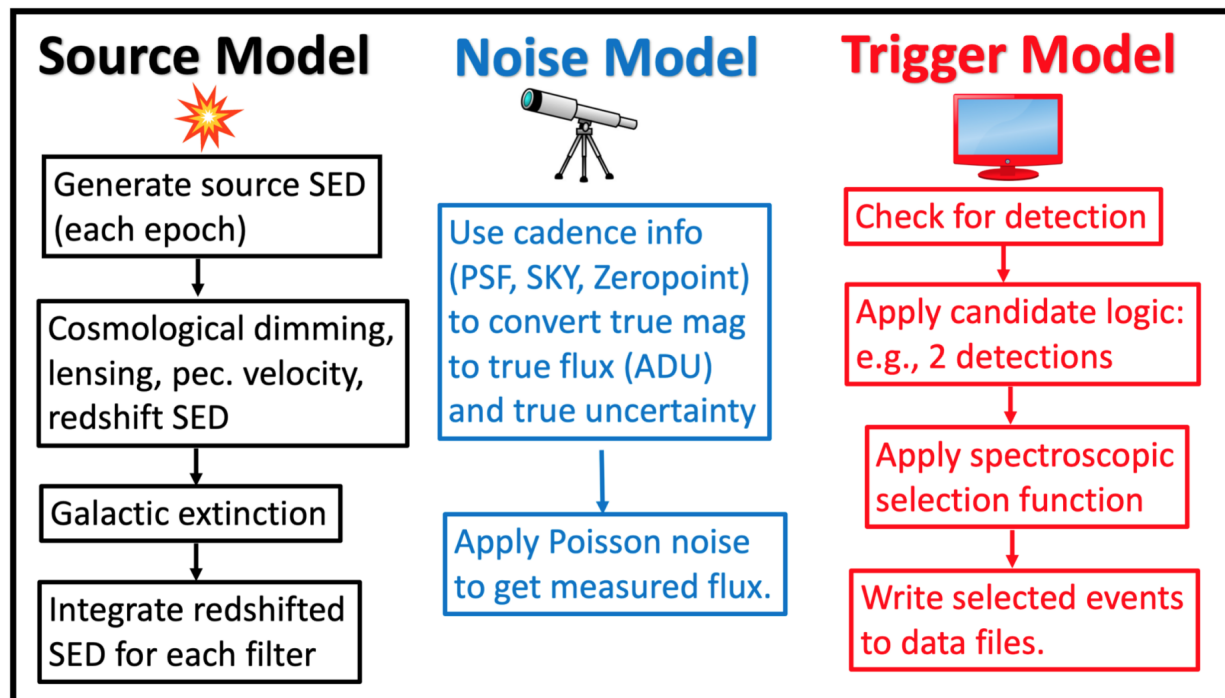 Source Model
Generate source SED
(each epoch)
Cosmological dimming,
lensing, pec. velocity,
redshift SED
Galactic extinction
Integrate redshifted
SED for each filter
Noise Model
Use cadence info
(PSF, SKY, Zeropoint)
to convert true mag
to true flux (ADU)
and true uncertainty
Apply Poisson noise
to get measured flux.
Trigger Model
Check for detection
Apply candidate logic:
e.g., 2 detections
Apply spectroscopic
selection function
Write selected events
to data files.